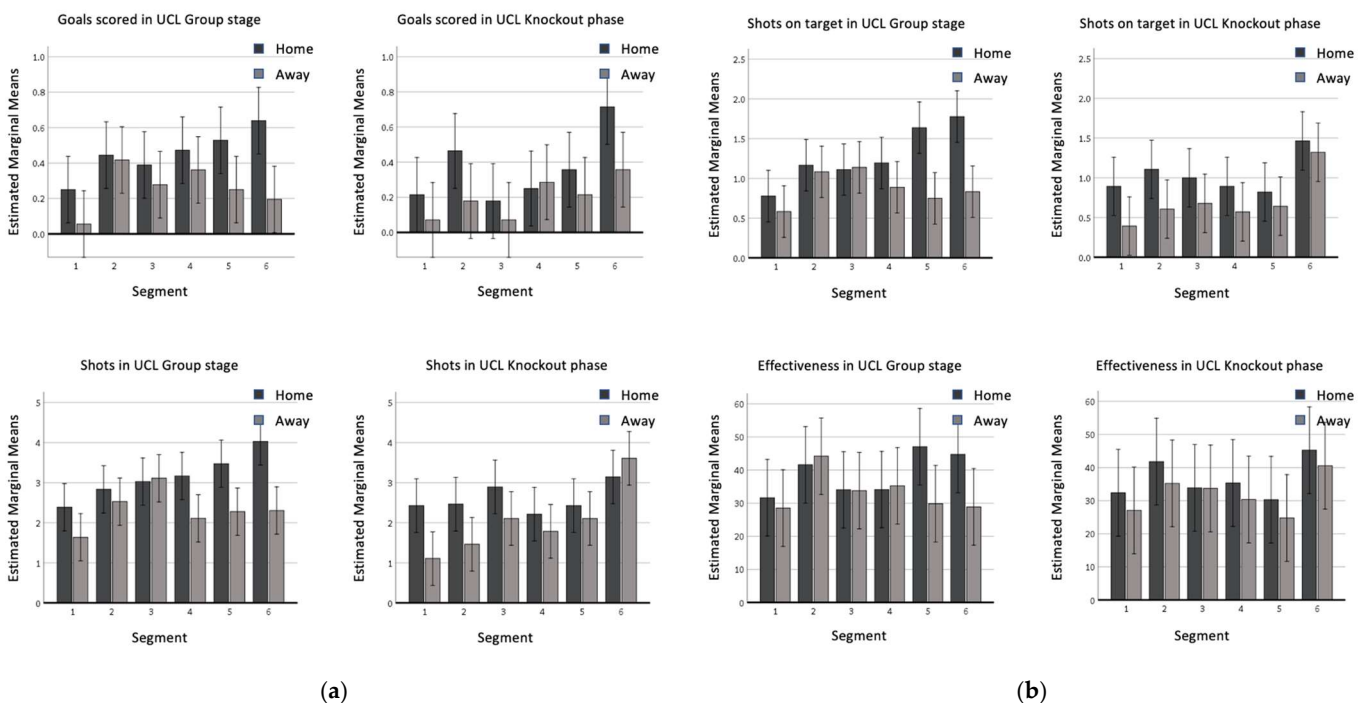 Goals scored in UCL Group stage
Home
Away
Estimated Marginal Means
1.0
0.8
0.6
0.4
0.2
0.0
1 2 3 4 5 6
Segment
Goals scored in UCL Knockout phase
Home
Away
Estimated Marginal Means
1.0
0.8
0.6
0.4
0.2
0.0
1 2 3 4 5 6
Segment
Shots on target in UCL Group stage
Home
Away
Estimated Marginal Means
2.5
2.0
1.5
1.0
0.5
0.0
1 2 3 4 5 6
Segment
Shots on target in UCL Knockout phase
Home
Away
Estimated Marginal Means
2.5
2.0
1.5
1.0
0.5
0.0
1 2 3 4 5 6
Segment
Shots in UCL Group stage
Home
Away
Estimated Marginal Means
5
4
3
2
1
0
1 2 3 4 5 6
Segment
Shots in UCL Knockout phase
Home
Away
Estimated Marginal Means
5
4
3
2
1
0
1 2 3 4 5 6
Segment
Effectiveness in UCL Group stage
Home
Away
Estimated Marginal Means
60
50
40
30
20
10
0
1 2 3 4 5 6
Segment
Effectiveness in UCL Knockout phase
Home
Away
Estimated Marginal Means
60
50
40
30
20
10
0
1 2 3 4 5 6
Segment
(a)
(b)